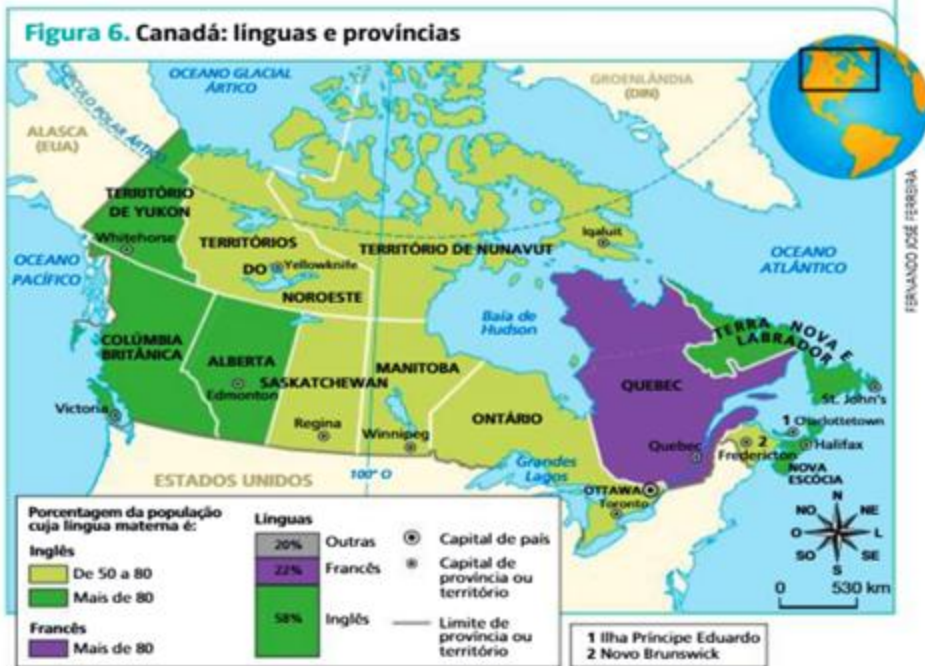 Figura 6. Canadá: línguas e províncias
OCEANO GLACIAL
ÁRTICO
GROENLÂNDIA
(DIN)
CÍRCULO POLAR ÁRTICO
ALASCA
(EUA)
TERRITÓRIO
DE YUKON
Whitehorse
TERRITÓRIOS
DO
Yellowknife
NOROESTE
TERRITÓRIO DE NUNAVUT
Iqaluit
OCEANO
PACÍFICO
OCEANO
ATLÂNTICO
FERNANDO JOSÉ FERREIRA
Baía de
Hudson
COLÚMBIA
BRITÂNICA
ALBERTA
Edmonton
SASKATCHEWAN
MANITOBA
TERRA NOVA E
LABRADOR
QUEBEC
ONTÁRIO
Victoria
Regina
Winnipeg
St. John's
1 Charlottetown
Quebec
2
Fredericton
Halifax
NOVA
ESCÓCIA
Grandes
Lagos
100° O
ESTADOS UNIDOS
OTTAWA
Toronto
N
NO
NE
O
L
SO
SE
S
0 530 km
Porcentagem da população
cuja língua materna é:
Inglês
De 50 a 80
Mais de 80
Francês
Mais de 80
Línguas
20% Outras
22% Francês
58% Inglês
Capital de país
Capital de
província ou
território
Limite de
província ou
território
1 Ilha Príncipe Eduardo
2 Novo Brunswick